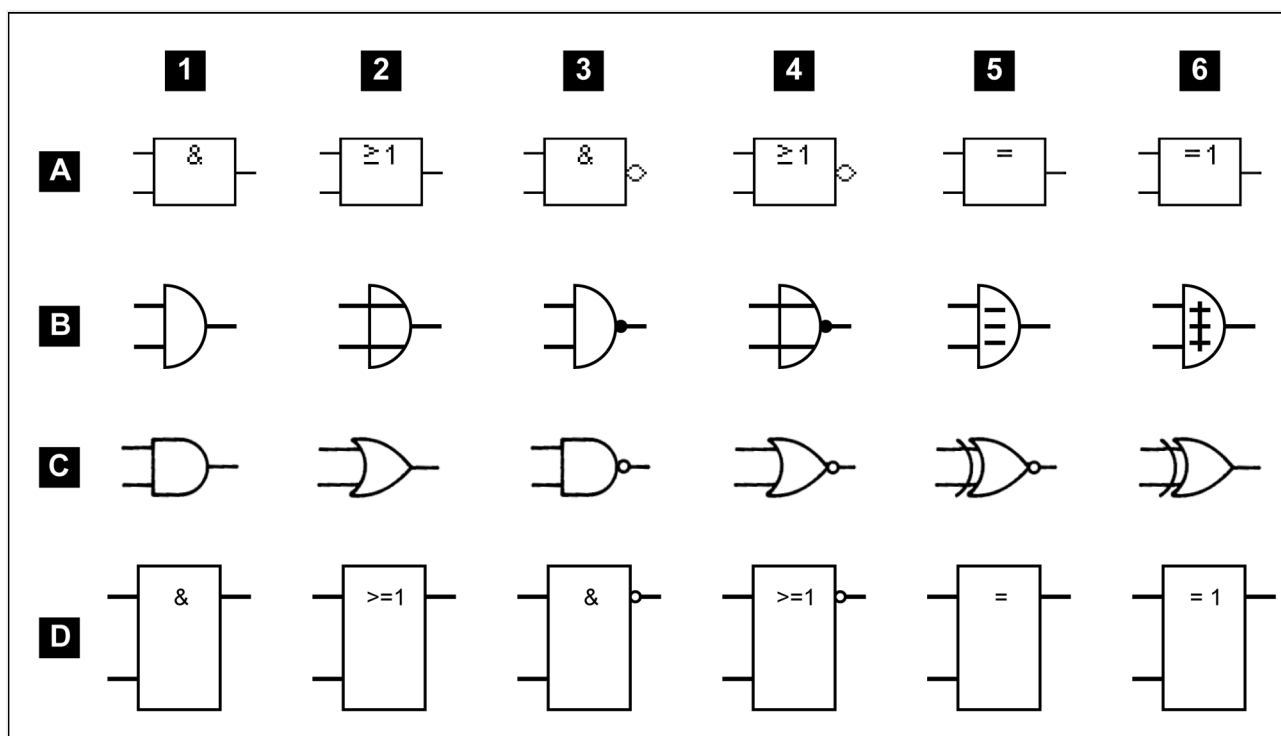 1 2 3 4 5 6
A & ≥1 & ≥1 = =1
B
C
D & >=1 & >=1 = = 1